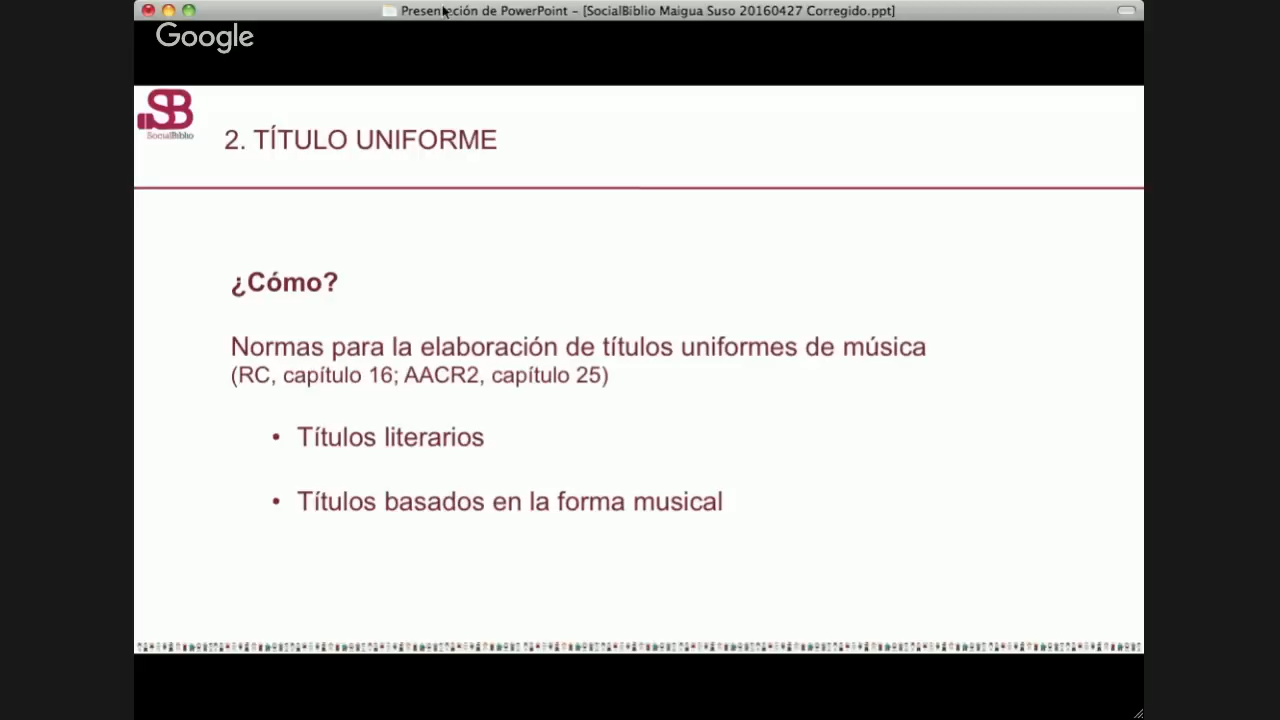 Presentación de PowerPoint – [SocialBiblio Maigua Suso 20160427 Corregido.ppt]
Google
SB
SocialBiblio
2. TÍTULO UNIFORME
¿Cómo?
Normas para la elaboración de títulos uniformes de música
(RC, capítulo 16; AACR2, capítulo 25)
• Títulos literarios
• Títulos basados en la forma musical